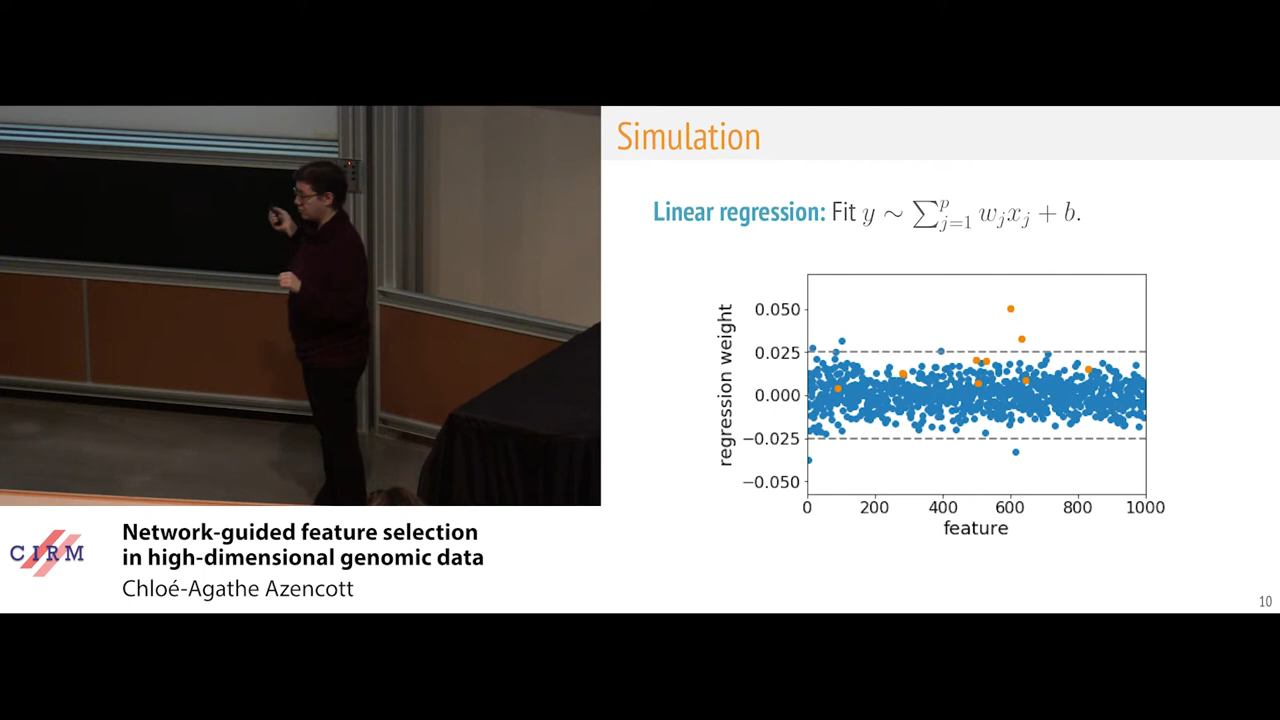 Simulation
Linear regression: Fit y ∼ ∑_{j=1}^{p} w_j x_j + b.
regression weight
0.050
0.025
0.000
−0.025
−0.050
0 200 400 600 800 1000
feature
CIRM
Network-guided feature selection
in high-dimensional genomic data
Chloé-Agathe Azencott
10